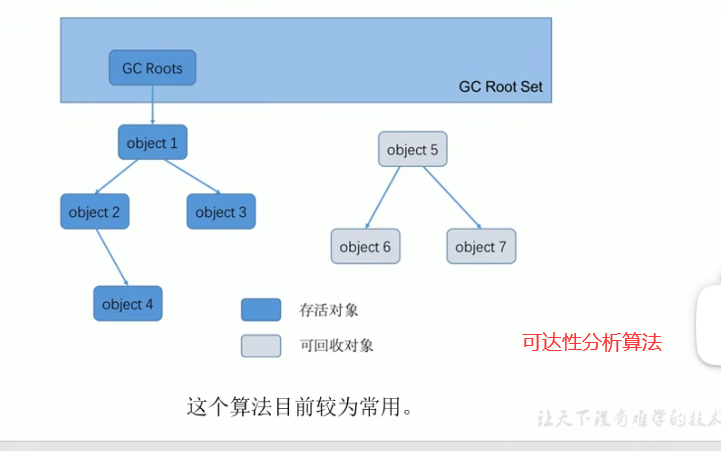 GC Roots
GC Root Set
object 1
object 5
object 2
object 3
object 6
object 7
object 4
存活对象
可回收对象
可达性分析算法
这个算法目前较为常用。
让天下没有难学的技术